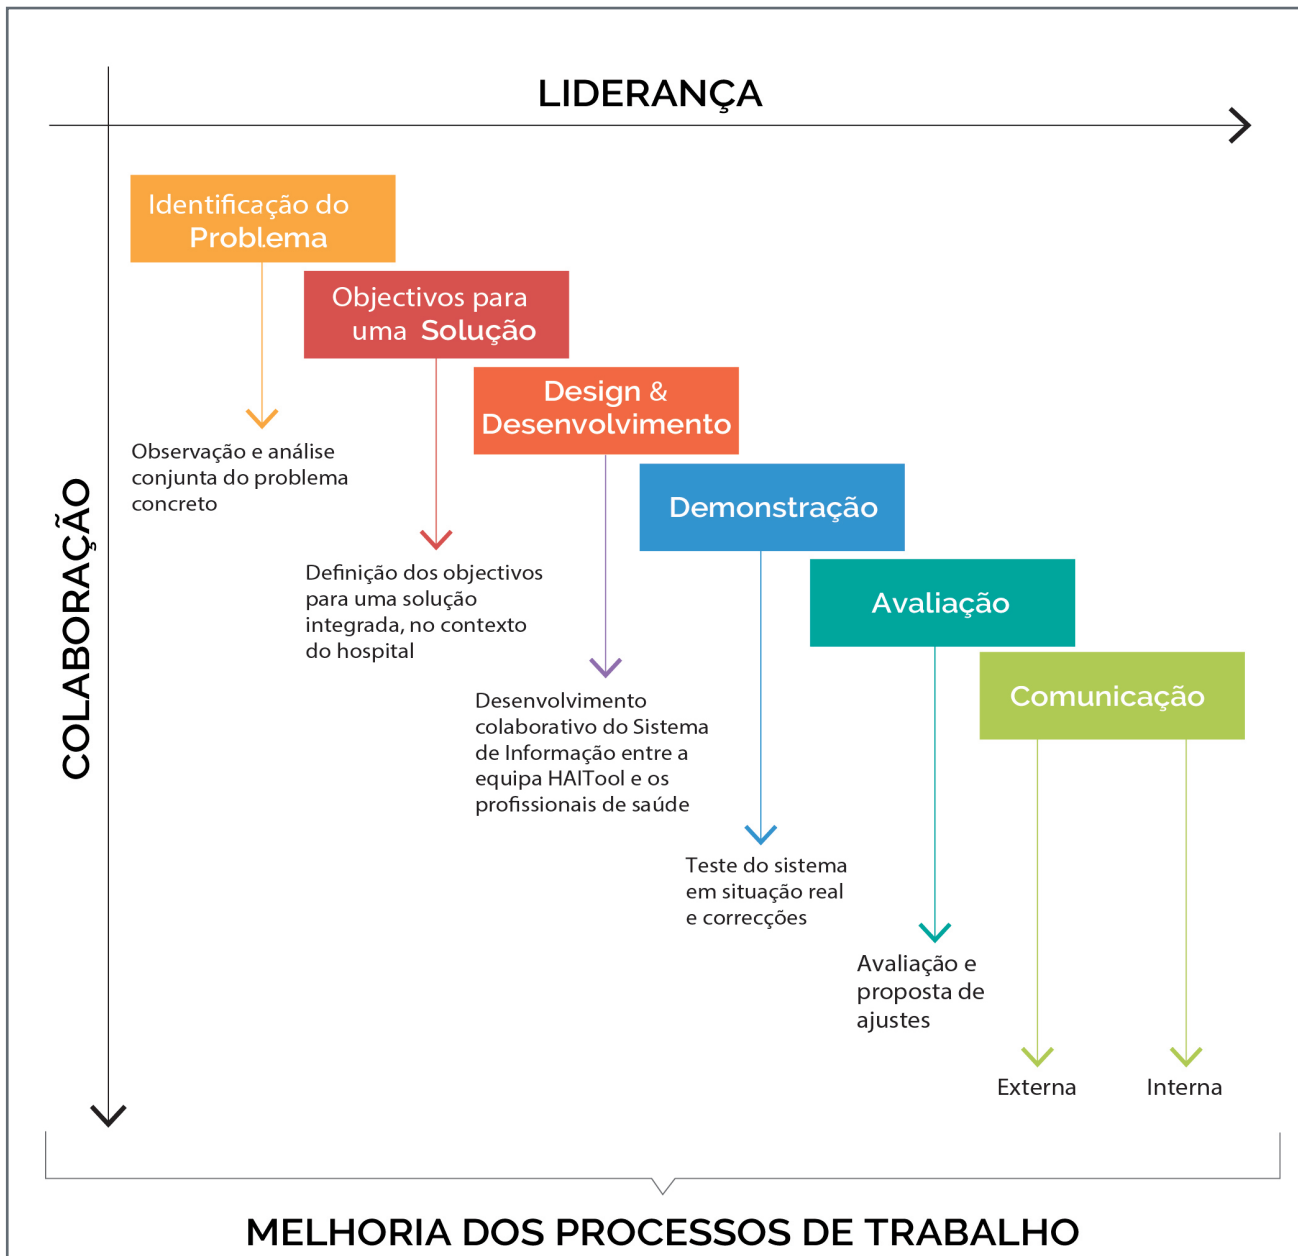 LIDERANÇA
COLABORAÇÃO
Identificação do
Problema
Observação e análise
conjunta do problema
concreto
Objectivos para
uma Solução
Definição dos objectivos
para uma solução
integrada, no contexto
do hospital
Design &
Desenvolvimento
Desenvolvimento
colaborativo do Sistema
de Informação entre a
equipa HAITool e os
profissionais de saúde
Demonstração
Teste do sistema
em situação real
e correcções
Avaliação
Avaliação e
proposta de
ajustes
Comunicação
Externa
Interna
MELHORIA DOS PROCESSOS DE TRABALHO